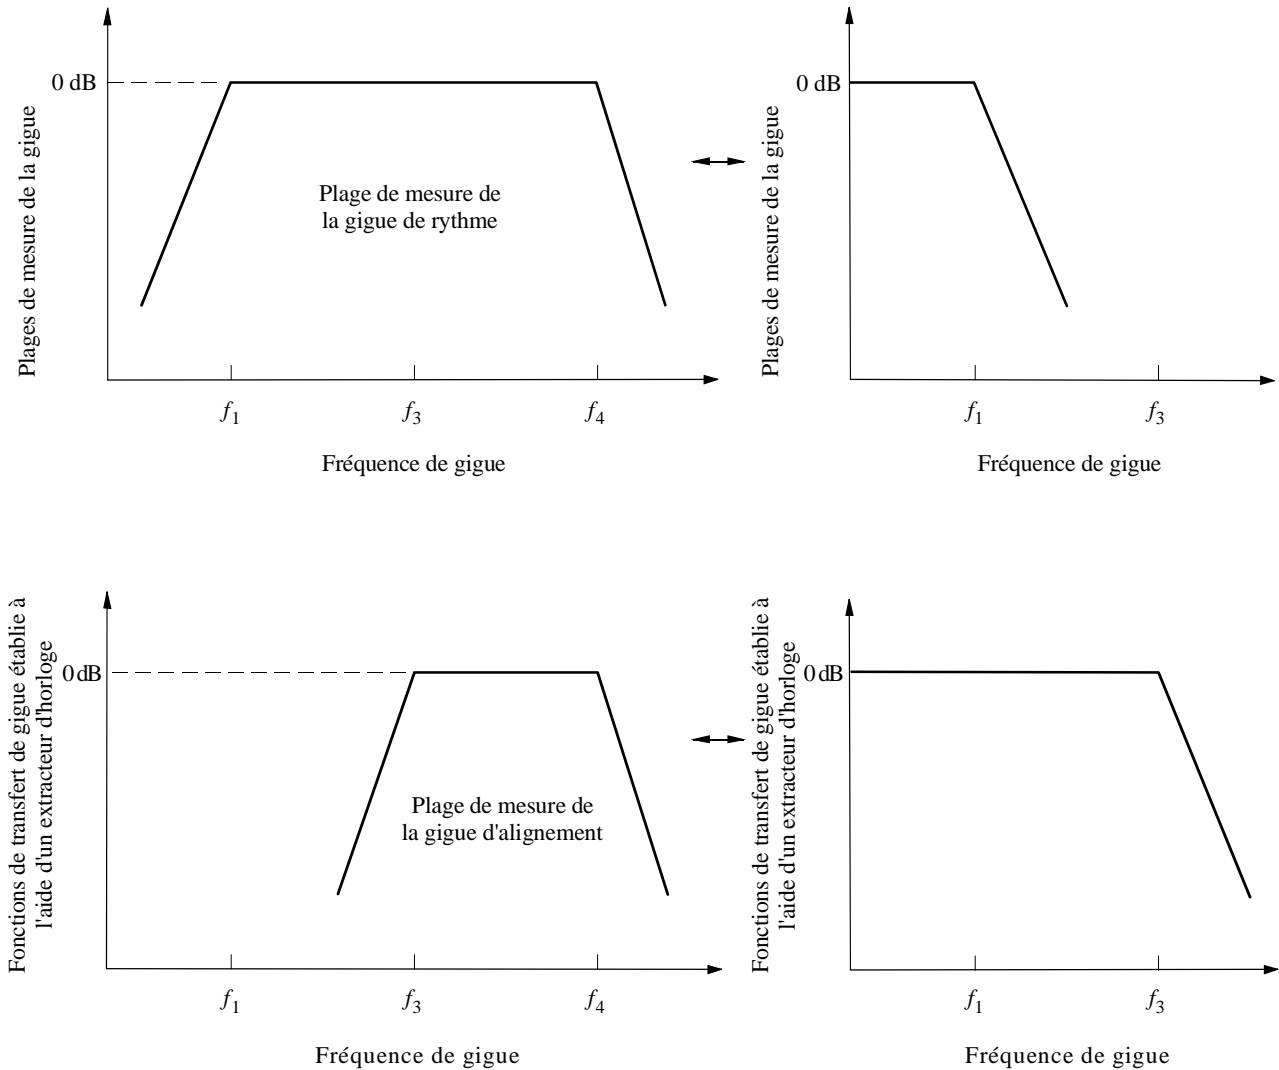 0 dB
Plages de mesure de la gigue
Plage de mesure de
la gigue de rythme
f1
f3
f4
Fréquence de gigue
0 dB
Plages de mesure de la gigue
f1
f3
Fréquence de gigue
Fonctions de transfert de gigue établie à
l'aide d'un extracteur d'horloge
0 dB
Plage de mesure de
la gigue d'alignement
f1
f3
f4
Fréquence de gigue
Fonctions de transfert de gigue établie à
l'aide d'un extracteur d'horloge
0 dB
f1
f3
Fréquence de gigue